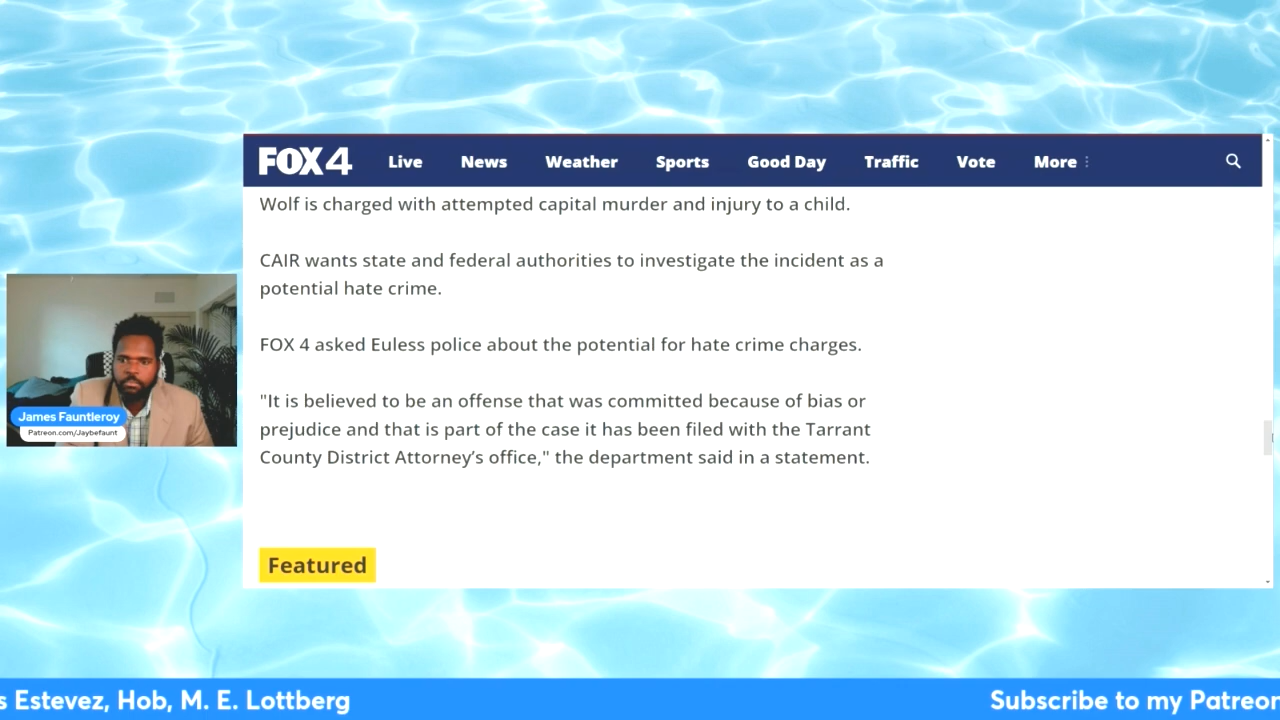 FOX 4 Live News Weather Sports Good Day Traffic Vote More
Wolf is charged with attempted capital murder and injury to a child.
CAIR wants state and federal authorities to investigate the incident as a
potential hate crime.
FOX 4 asked Euless police about the potential for hate crime charges.
"It is believed to be an offense that was committed because of bias or
prejudice and that is part of the case it has been filed with the Tarrant
County District Attorney’s office," the department said in a statement.
Featured
James Fauntleroy
Patreon.com/Jaybefaunt
s Estevez, Hob, M. E. Lottberg
Subscribe to my Patreon